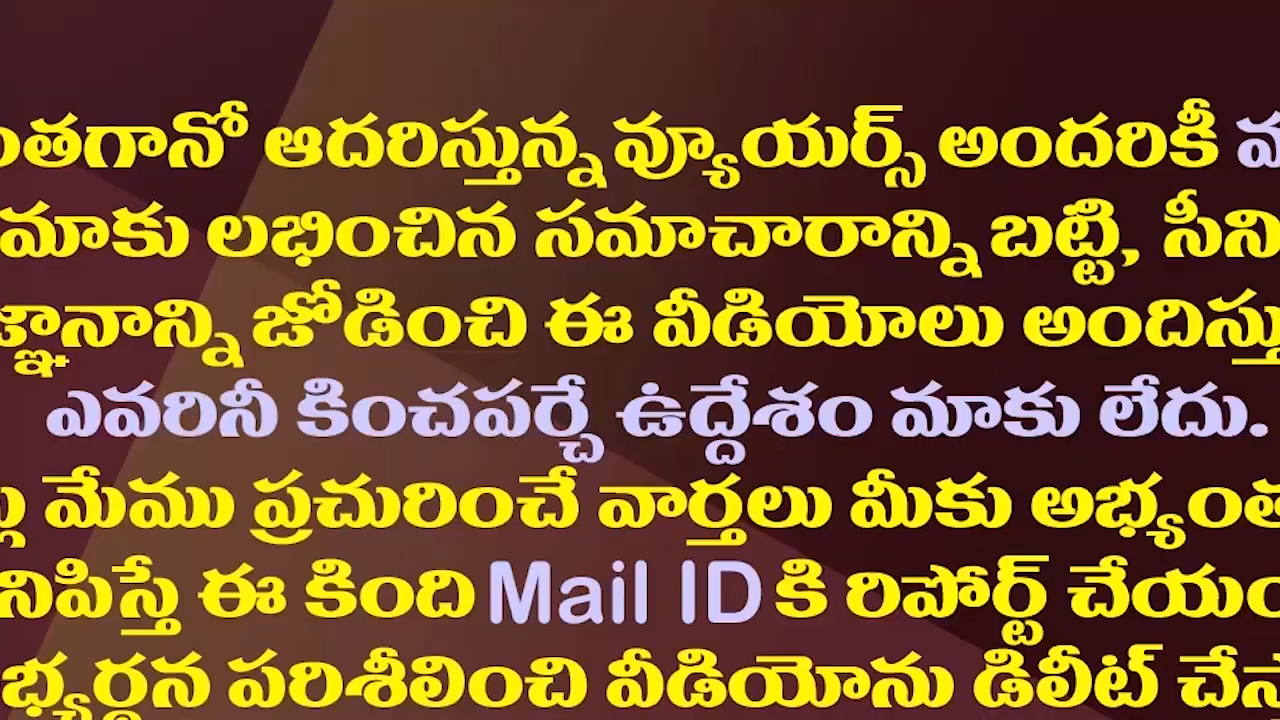 ఆదరిస్తున్న వ్యూయర్స్ అందరికీ
మాకు లభించిన సమాచారాన్ని బట్టి,
జోడించి ఈ వీడియోలు
ఎవరినీ కించపర్చే ఉద్దేశం మాకు లేదు.
మేము ప్రచురించే వార్తలు మీకు
ఈ కింది Mail ID కి రిపోర్ట్
పరిశీలించి వీడియోను డిలీట్